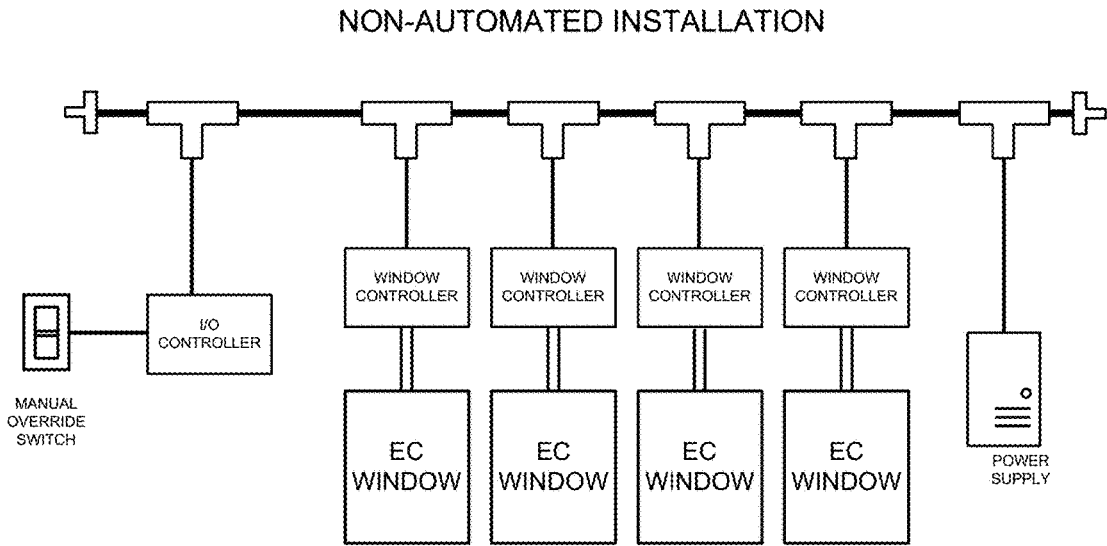 NON-AUTOMATED INSTALLATION
WINDOW
CONTROLLER
WINDOW
CONTROLLER
WINDOW
CONTROLLER
WINDOW
CONTROLLER
I/O
CONTROLLER
MANUAL
OVERRIDE
SWITCH
EC
WINDOW
EC
WINDOW
EC
WINDOW
EC
WINDOW
POWER
SUPPLY